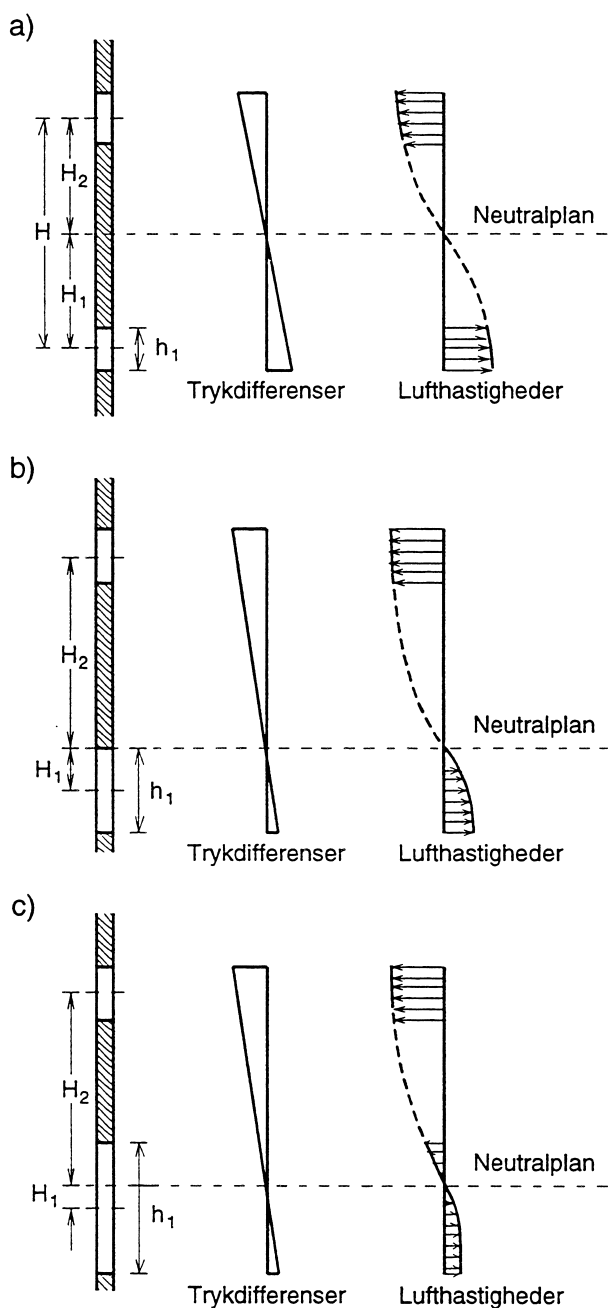 a)
H₂
H
Neutralplan
H₁
h₁
Trykdifferenser Lufthastigheder
b)
H₂
Neutralplan
H₁
h₁
Trykdifferenser Lufthastigheder
c)
H₂
Neutralplan
H₁
h₁
Trykdifferenser Lufthastigheder